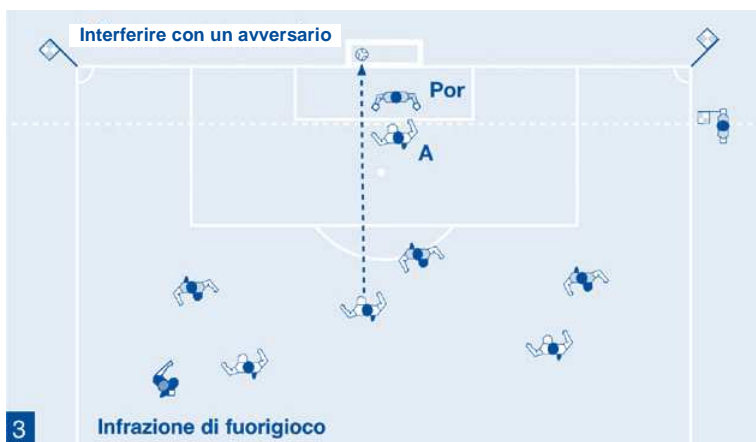 Interferire con un avversario
Por
A
3
Infrazione di fuorigioco